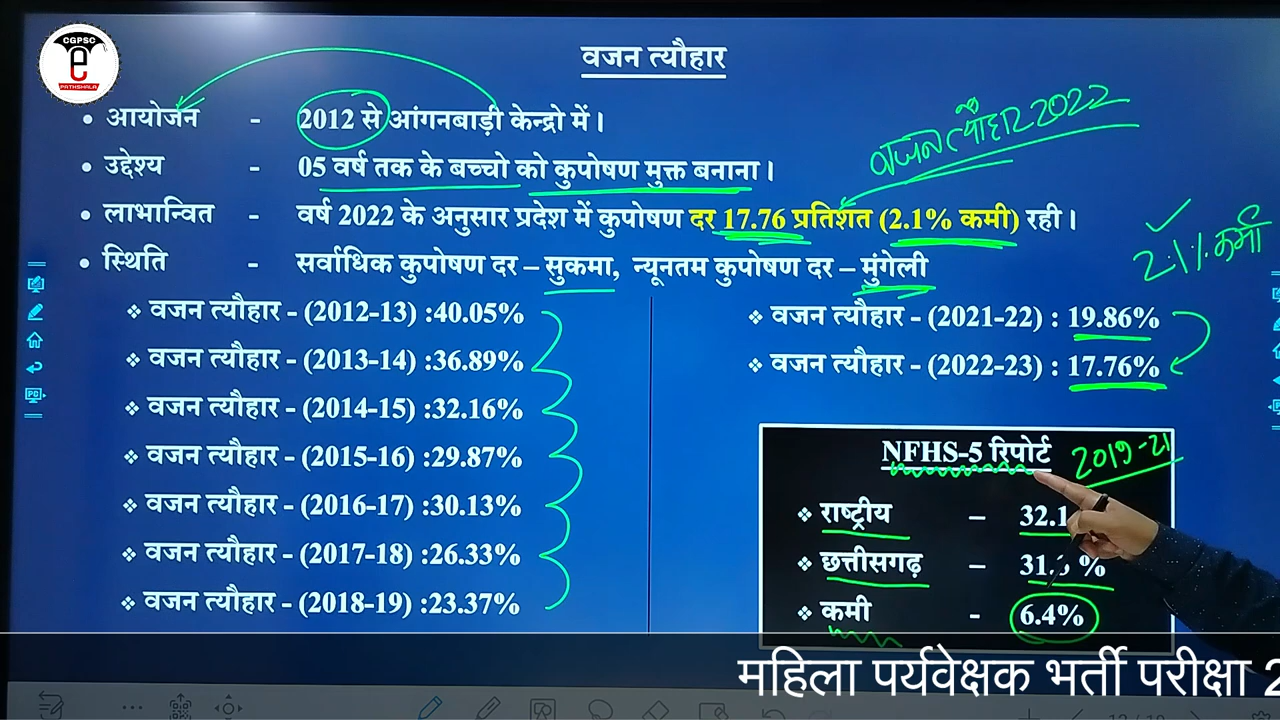 CGPSC
e
PATHSHALA
वजन त्यौहार
• आयोजन - 2012 से आंगनबाड़ी केन्द्रो में।
वजन त्यौहार 2022
• उद्देश्य - 05 वर्ष तक के बच्चो को कुपोषण मुक्त बनाना।
• लाभान्वित - वर्ष 2022 के अनुसार प्रदेश में कुपोषण दर 17.76 प्रतिशत (2.1% कमी) रही।
2.1% कमी
• स्थिति - सर्वाधिक कुपोषण दर – सुकमा, न्यूनतम कुपोषण दर – मुंगेली
❖ वजन त्यौहार - (2012-13) :40.05%
❖ वजन त्यौहार - (2013-14) :36.89%
❖ वजन त्यौहार - (2014-15) :32.16%
❖ वजन त्यौहार - (2015-16) :29.87%
❖ वजन त्यौहार - (2016-17) :30.13%
❖ वजन त्यौहार - (2017-18) :26.33%
❖ वजन त्यौहार - (2018-19) :23.37%
❖ वजन त्यौहार - (2021-22) : 19.86%
❖ वजन त्यौहार - (2022-23) : 17.76%
NFHS-5 रिपोर्ट 2019-21
❖ राष्ट्रीय – 32.1
❖ छत्तीसगढ़ – 31. %
❖ कमी - 6.4%
महिला पर्यवेक्षक भर्ती परीक्षा 2